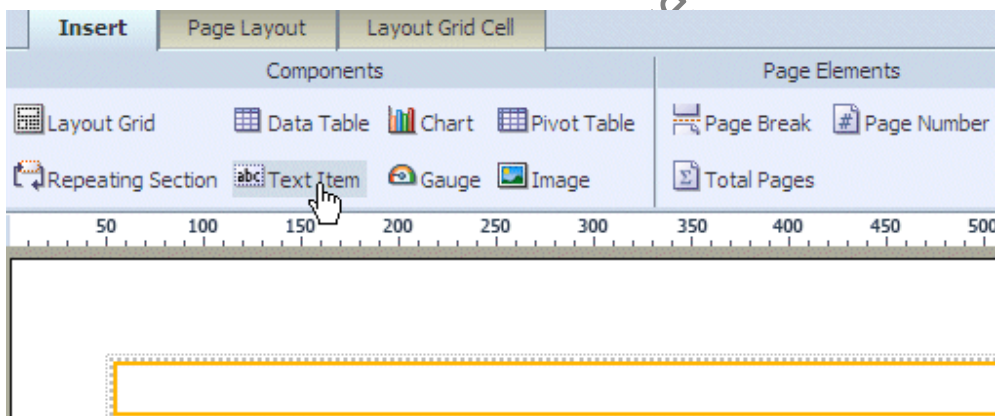 Insert Page Layout Layout Grid Cell
Components Page Elements
Layout Grid Data Table Chart Pivot Table Page Break # Page Number
Repeating Section abc Text Item Gauge Image Σ Total Pages
50 100 150 200 250 300 350 400 450 500